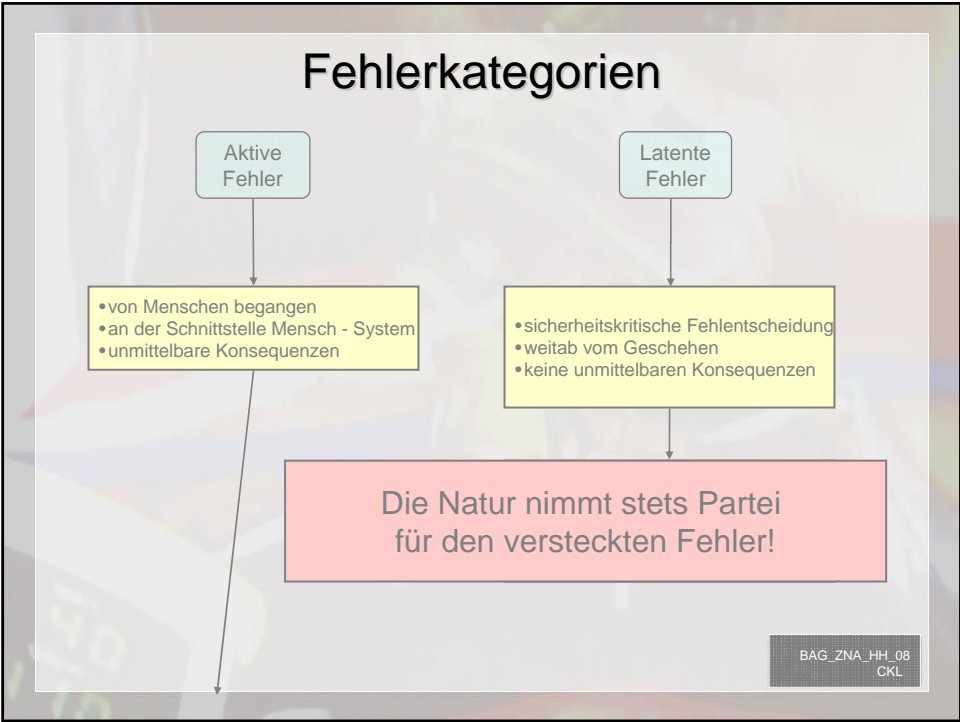 Fehlerkategorien
Aktive
Fehler
Latente
Fehler
•von Menschen begangen
•an der Schnittstelle Mensch - System
•unmittelbare Konsequenzen
•sicherheitskritische Fehlentscheidung
•weitab vom Geschehen
•keine unmittelbaren Konsequenzen
Die Natur nimmt stets Partei
für den versteckten Fehler!
BAG_ZNA_HH_08
CKL